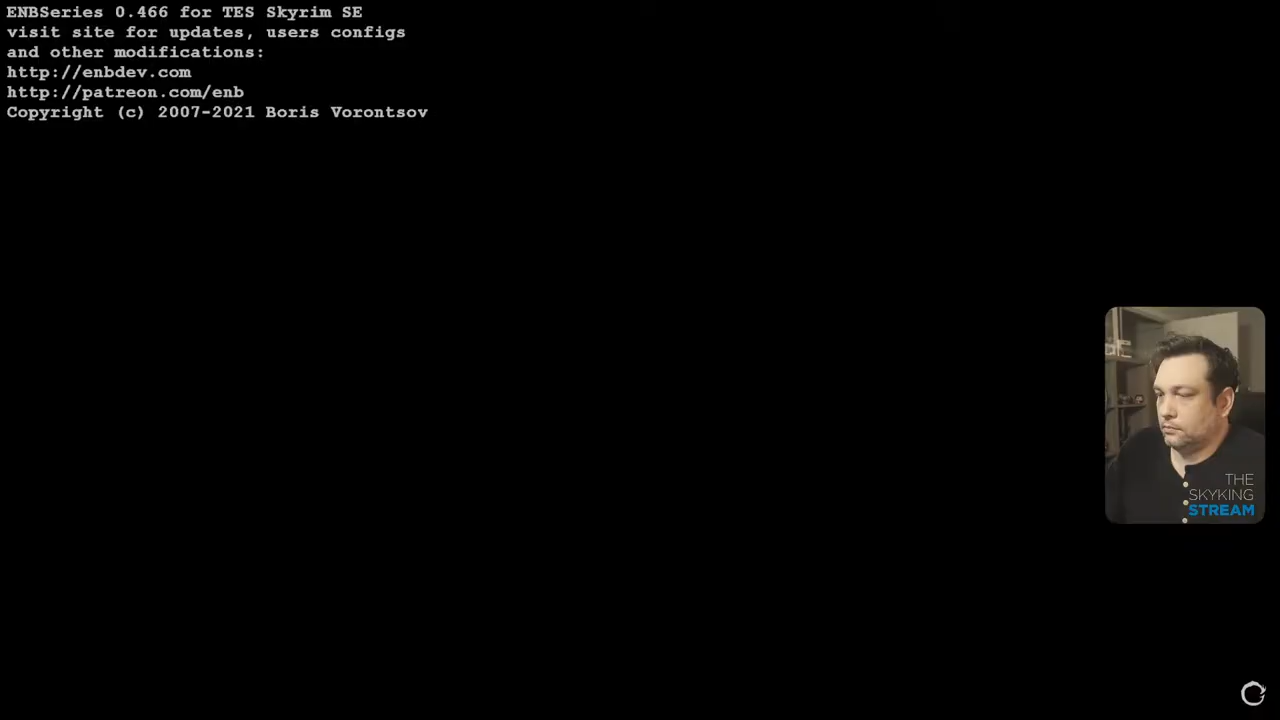 ENBSeries 0.466 for TES Skyrim SE
visit site for updates, users configs
and other modifications:
http://enbdev.com
http://patreon.com/enb
Copyright (c) 2007-2021 Boris Vorontsov
THE
SKYKING
STREAM